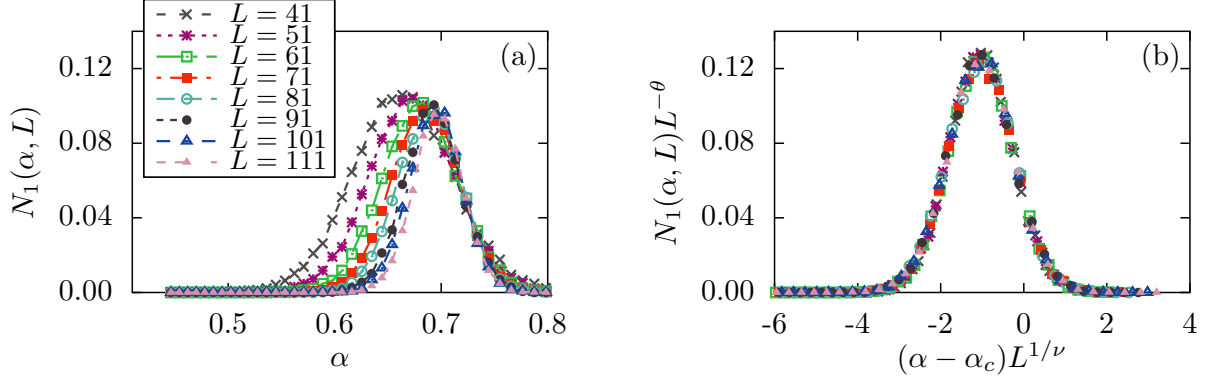 L = 41
L = 51
L = 61
L = 71
L = 81
L = 91
L = 101
L = 111
(a)
N₁(α, L)
0.12
0.08
0.04
0.00
0.5 0.6 0.7 0.8
α
(b)
N₁(α, L)L^{−θ}
0.12
0.08
0.04
0.00
-6 -4 -2 0 2 4
(α − α_c)L^{1/ν}